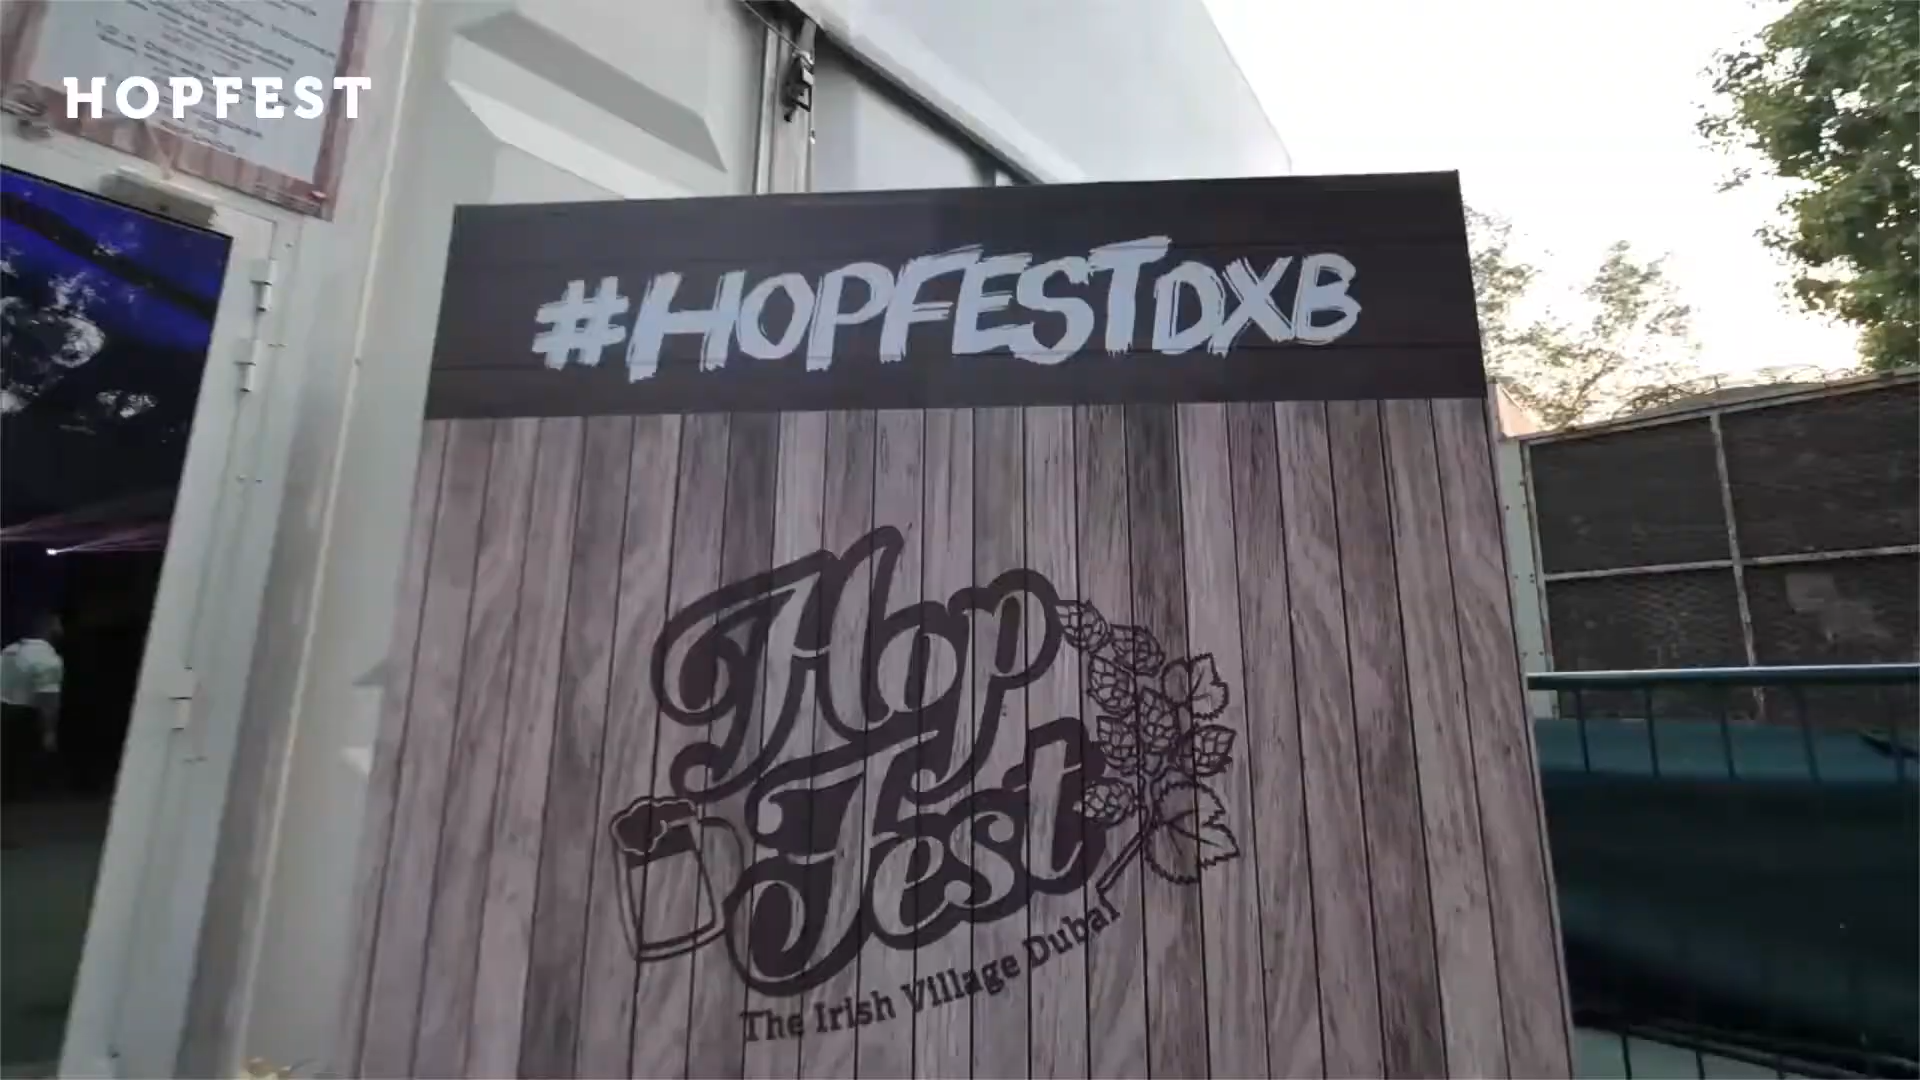 HOPFEST
#HOPFESTDXB
Hop
Fest
The Irish Village Dubai